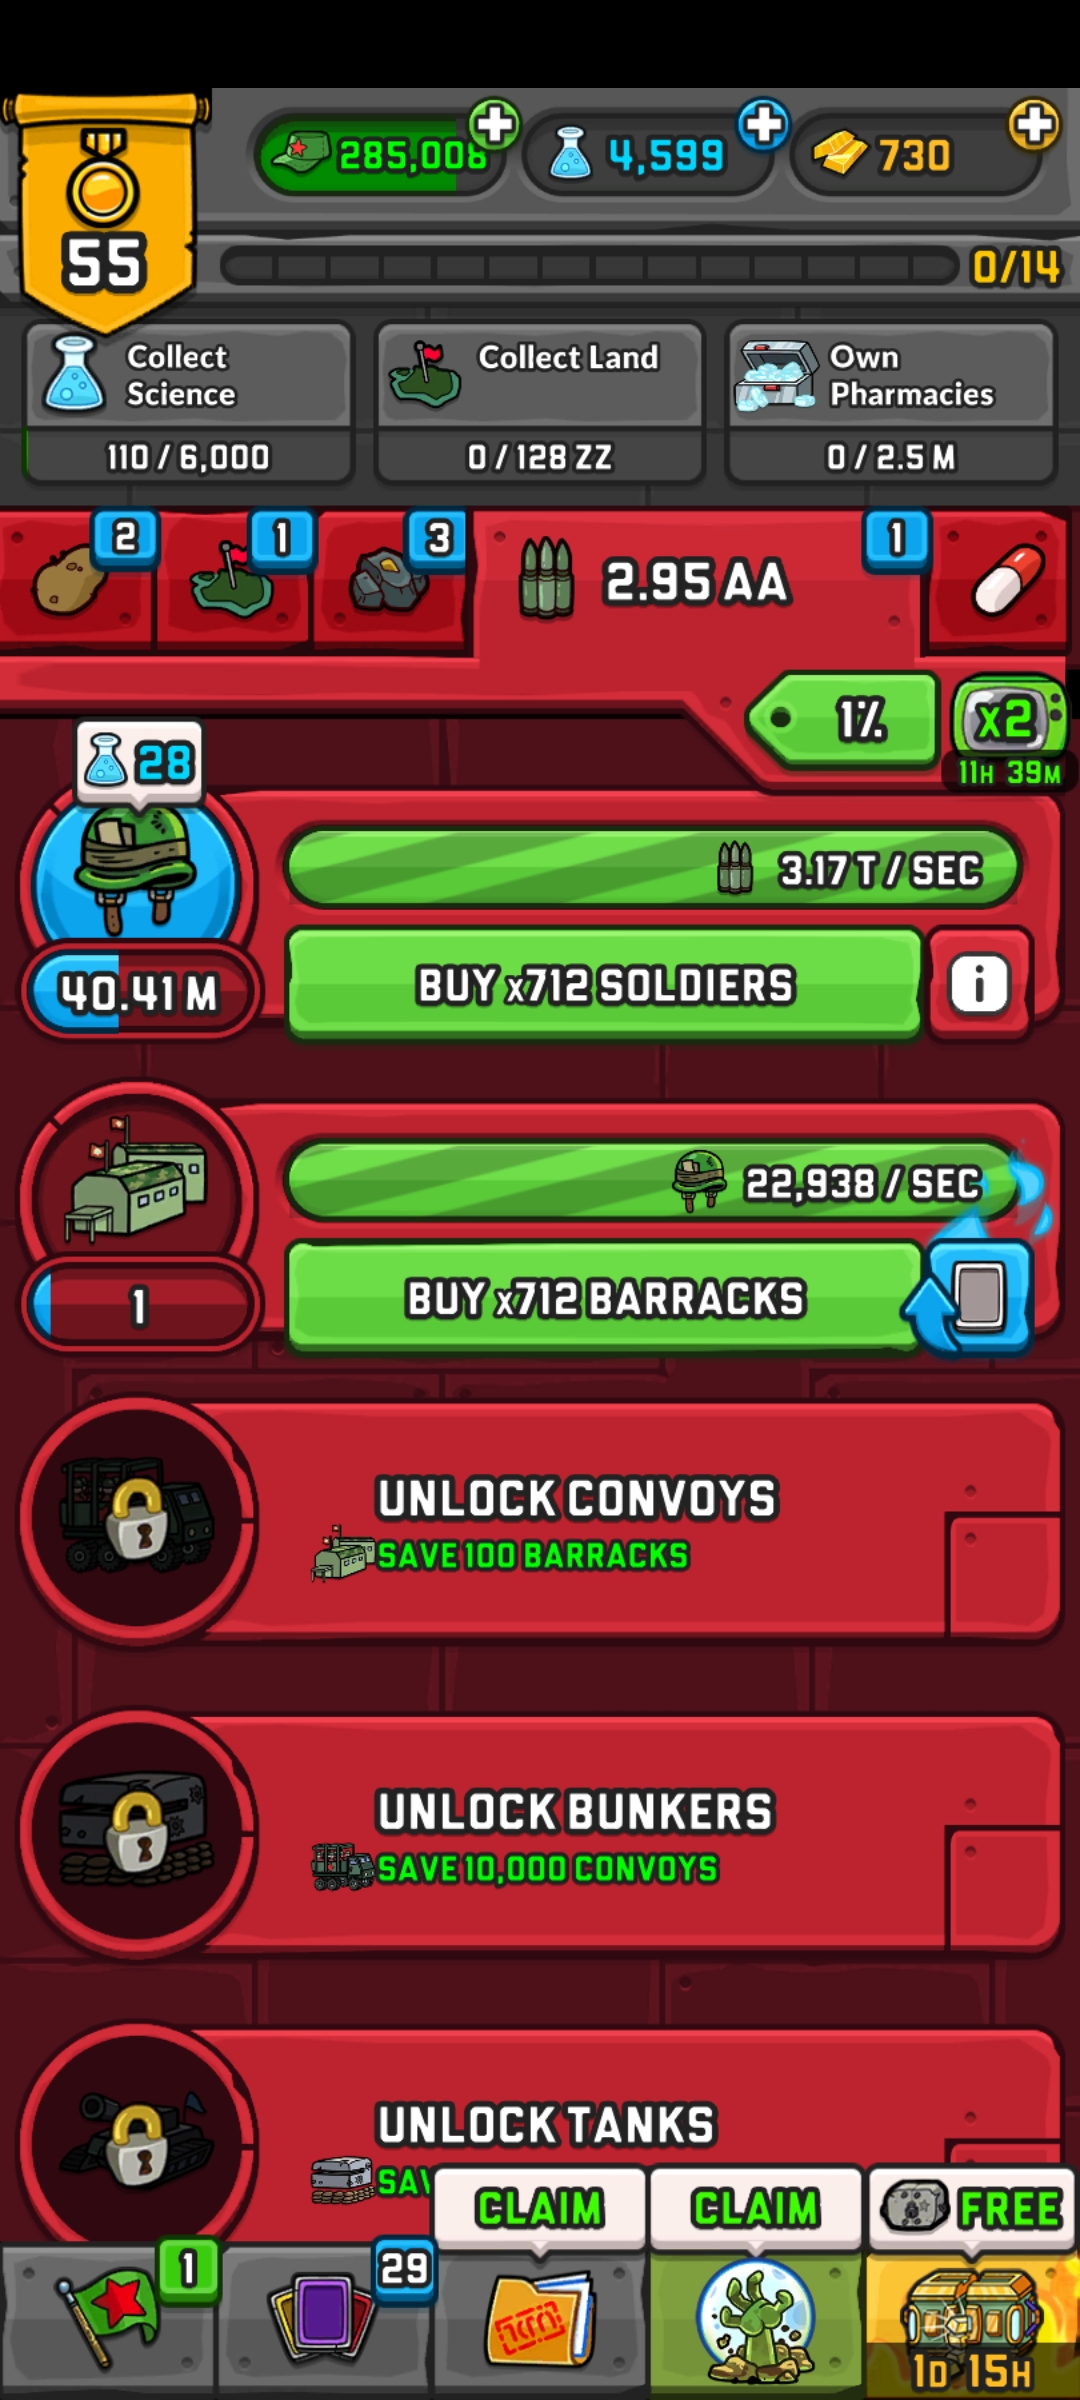 285,008
4,599
730
55
0/14
Collect
Science
110 / 6,000
Collect Land
0 / 128 ZZ
Own
Pharmacies
0 / 2.5 M
2
1
3
2.95 AA
1
1%
x2
11H 39M
28
3.17 T / SEC
40.41 M
BUY x712 SOLDIERS
i
22,938 / SEC
1
BUY x712 BARRACKS
UNLOCK CONVOYS
SAVE 100 BARRACKS
UNLOCK BUNKERS
SAVE 10,000 CONVOYS
UNLOCK TANKS
CLAIM
CLAIM
FREE
1
29
1D 15H